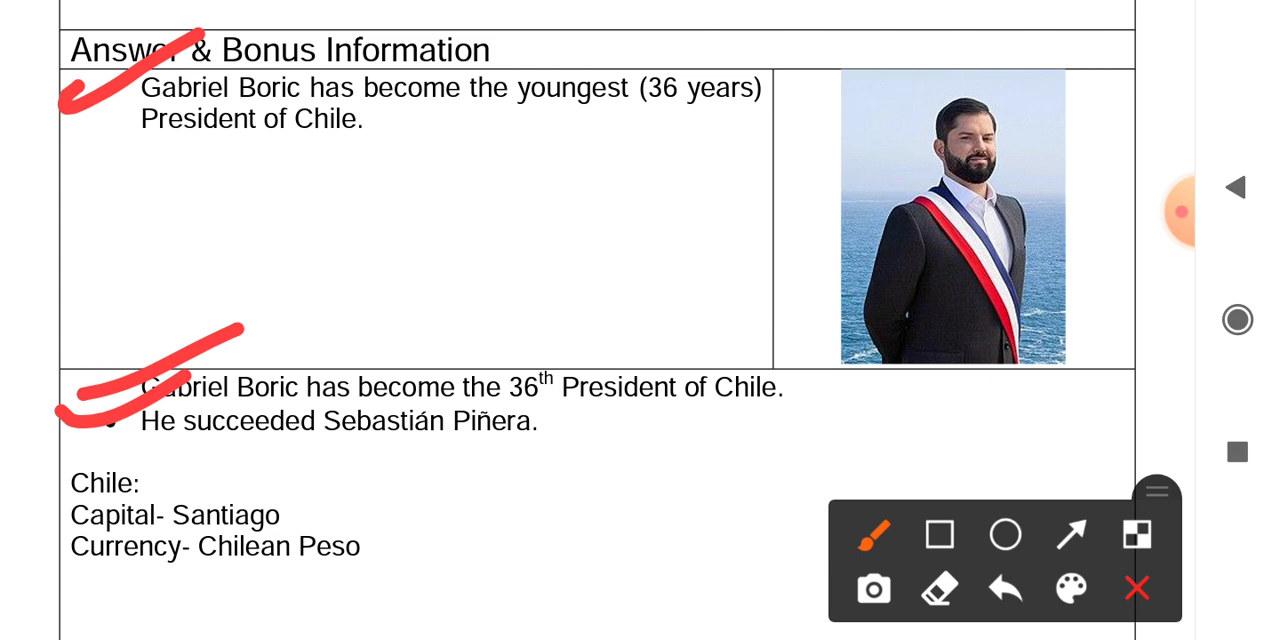 Answer & Bonus Information
Gabriel Boric has become the youngest (36 years)
President of Chile.
Gabriel Boric has become the 36th President of Chile.
He succeeded Sebastián Piñera.
Chile:
Capital- Santiago
Currency- Chilean Peso